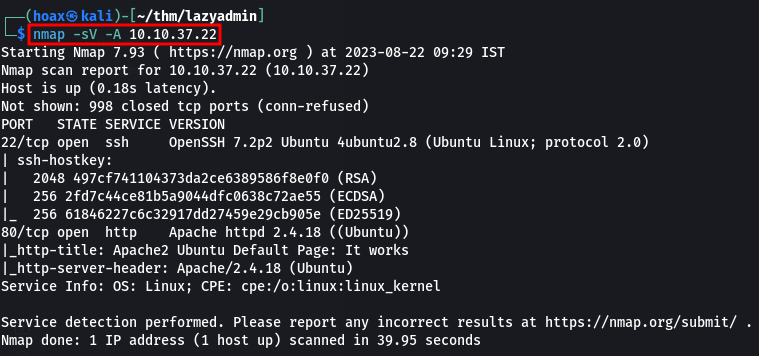 ┌──(hoax㉿kali)-[~/thm/lazyadmin]
└─$ nmap -sV -A 10.10.37.22
Starting Nmap 7.93 ( https://nmap.org ) at 2023-08-22 09:29 IST
Nmap scan report for 10.10.37.22 (10.10.37.22)
Host is up (0.18s latency).
Not shown: 998 closed tcp ports (conn-refused)
PORT   STATE SERVICE VERSION
22/tcp open  ssh     OpenSSH 7.2p2 Ubuntu 4ubuntu2.8 (Ubuntu Linux; protocol 2.0)
| ssh-hostkey:
|   2048 497cf741104373da2ce6389586f8e0f0 (RSA)
|   256 2fd7c44ce81b5a9044dfc0638c72ae55 (ECDSA)
|_  256 61846227c6c32917dd27459e29cb905e (ED25519)
80/tcp open  http    Apache httpd 2.4.18 ((Ubuntu))
|_http-title: Apache2 Ubuntu Default Page: It works
|_http-server-header: Apache/2.4.18 (Ubuntu)
Service Info: OS: Linux; CPE: cpe:/o:linux:linux_kernel

Service detection performed. Please report any incorrect results at https://nmap.org/submit/ .
Nmap done: 1 IP address (1 host up) scanned in 39.95 seconds